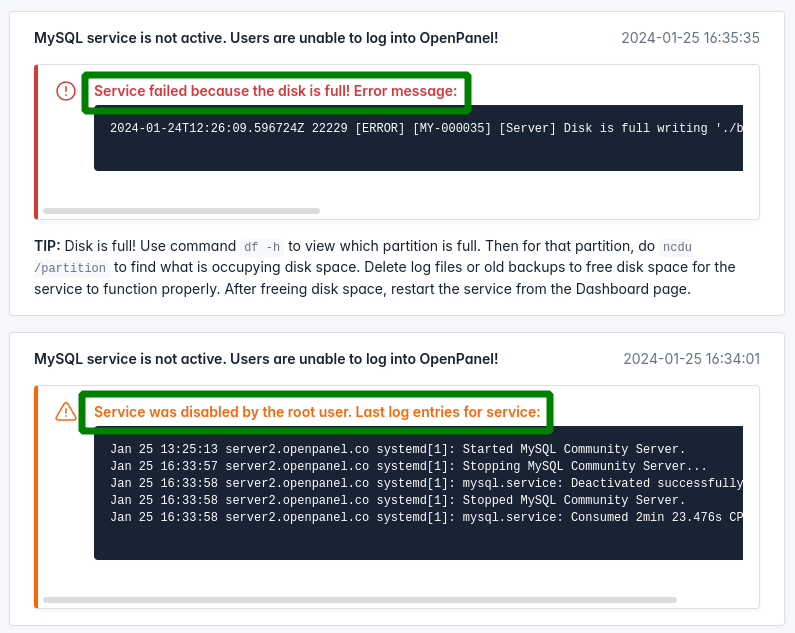 MySQL service is not active. Users are unable to log into OpenPanel! 2024-01-25 16:35:35
Service failed because the disk is full! Error message:
2024-01-24T12:26:09.596724Z 22229 [ERROR] [MY-000035] [Server] Disk is full writing './b
TIP: Disk is full! Use command df -h to view which partition is full. Then for that partition, do ncdu
/partition to find what is occupying disk space. Delete log files or old backups to free disk space for the
service to function properly. After freeing disk space, restart the service from the Dashboard page.
MySQL service is not active. Users are unable to log into OpenPanel! 2024-01-25 16:34:01
Service was disabled by the root user. Last log entries for service:
Jan 25 13:25:13 server2.openpanel.co systemd[1]: Started MySQL Community Server.
Jan 25 16:33:57 server2.openpanel.co systemd[1]: Stopping MySQL Community Server...
Jan 25 16:33:58 server2.openpanel.co systemd[1]: mysql.service: Deactivated successfully
Jan 25 16:33:58 server2.openpanel.co systemd[1]: Stopped MySQL Community Server.
Jan 25 16:33:58 server2.openpanel.co systemd[1]: mysql.service: Consumed 2min 23.476s CP